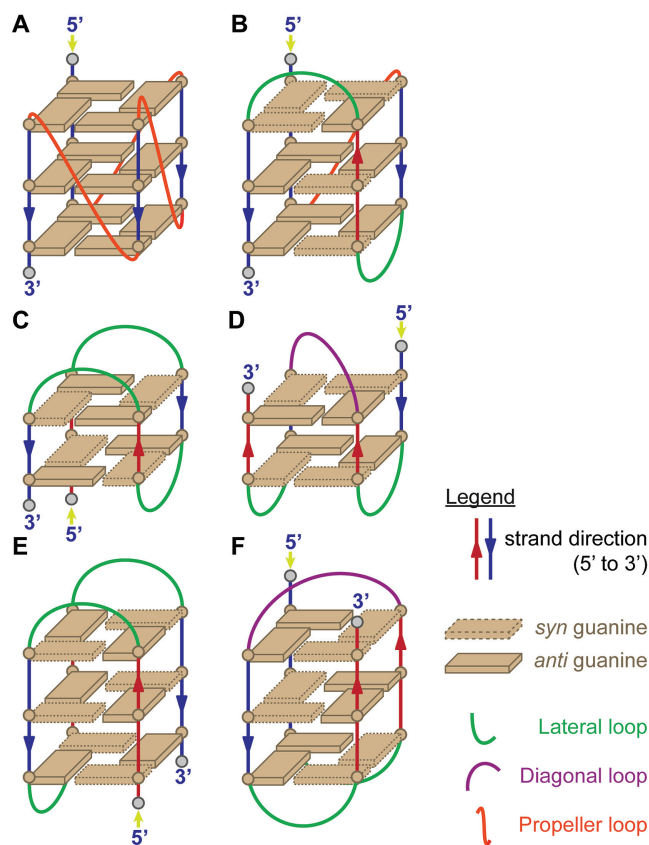 A
5’
3’
B
5’
3’
C
3’
5’
D
3’
5’
E
3’
5’
F
5’
3’
Legend
strand direction
(5’ to 3’)
syn guanine
anti guanine
Lateral loop
Diagonal loop
Propeller loop